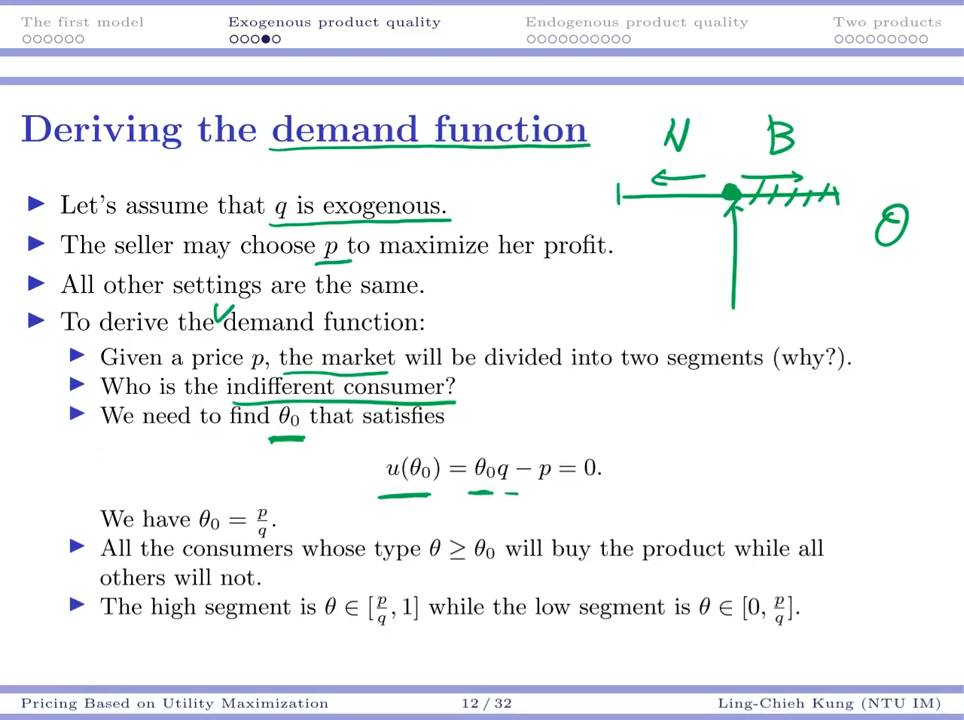 The first model Exogenous product quality Endogenous product quality Two products
Deriving the demand function
N B
θ
Let's assume that q is exogenous.
The seller may choose p to maximize her profit.
All other settings are the same.
To derive the demand function:
Given a price p, the market will be divided into two segments (why?).
Who is the indifferent consumer?
We need to find θ₀ that satisfies
u(θ₀) = θ₀q − p = 0.
We have θ₀ = p/q.
All the consumers whose type θ ≥ θ₀ will buy the product while all
others will not.
The high segment is θ ∈ [p/q, 1] while the low segment is θ ∈ [0, p/q].
Pricing Based on Utility Maximization 12 / 32 Ling-Chieh Kung (NTU IM)